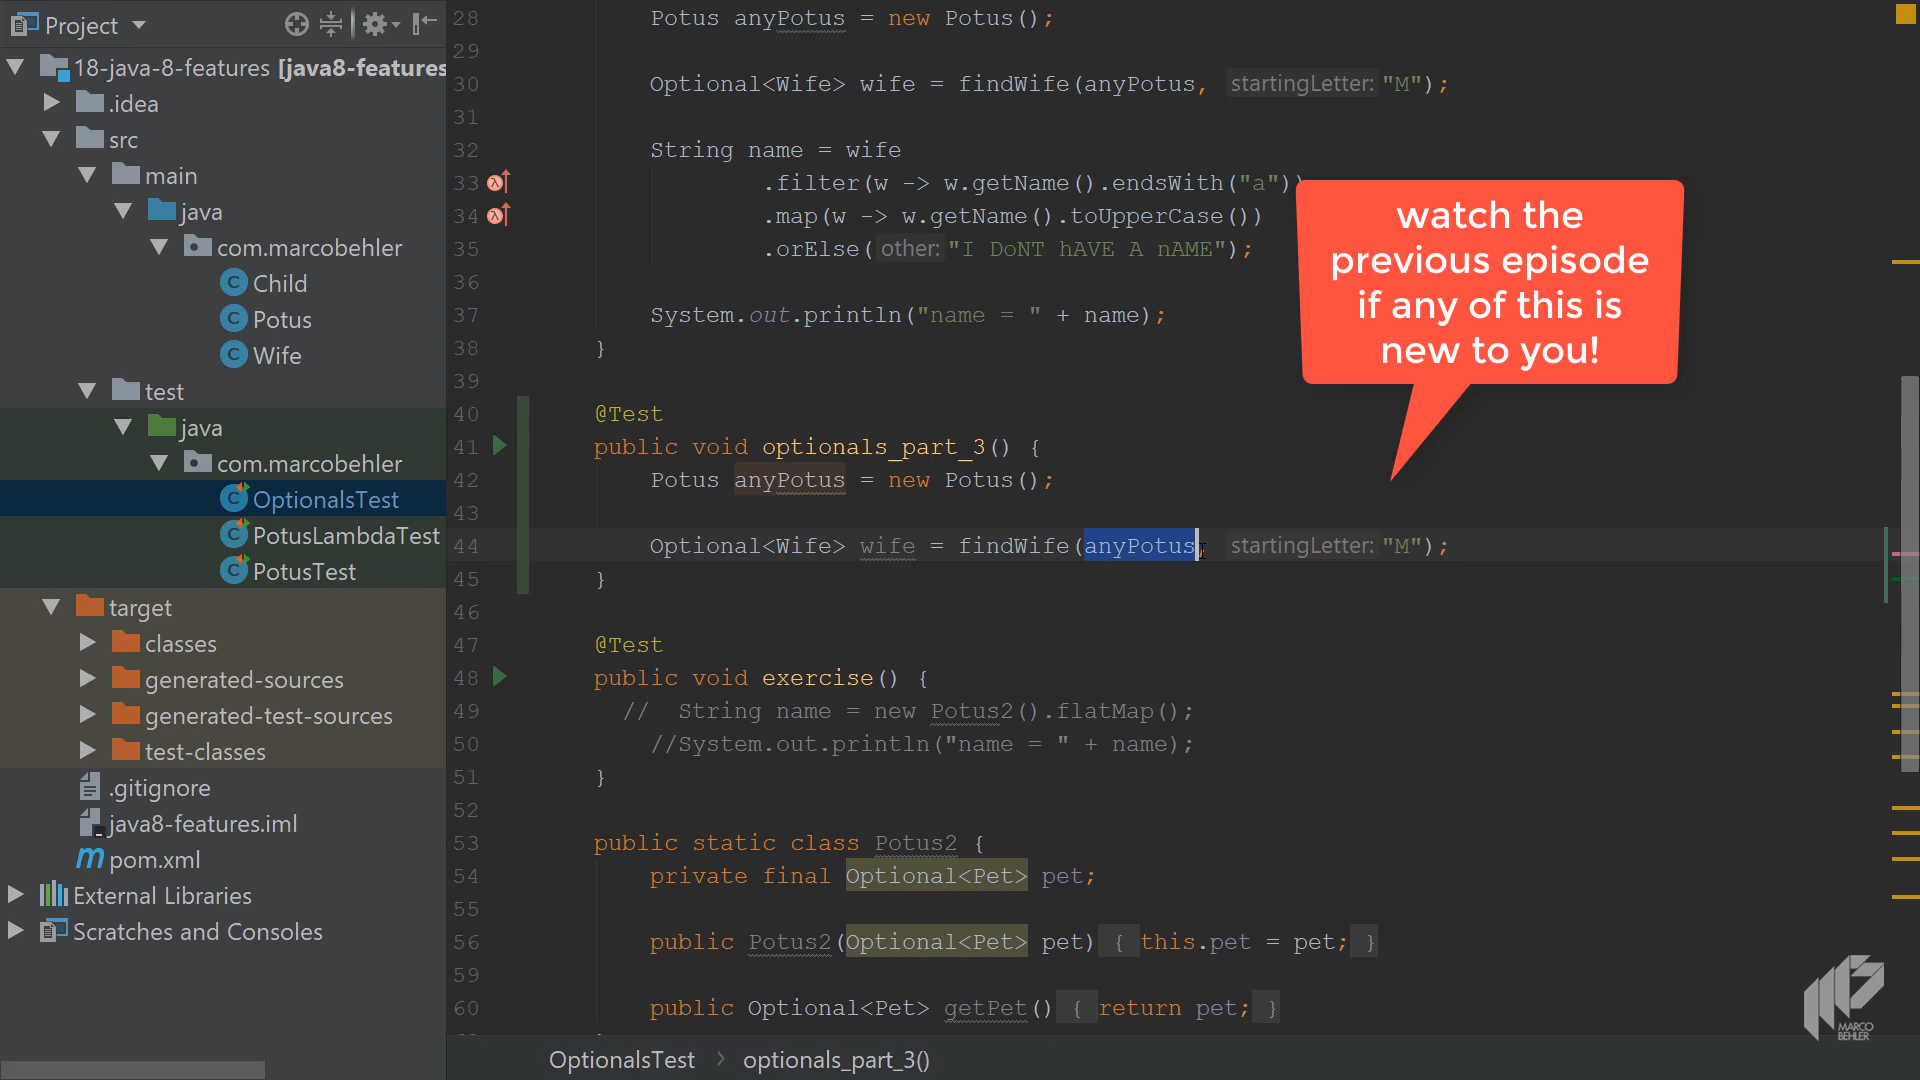 Project
18-java-8-features [java8-features
.idea
src
main
java
com.marcobehler
Child
Potus
Wife
test
java
com.marcobehler
OptionalsTest
PotusLambdaTest
PotusTest
target
classes
generated-sources
generated-test-sources
test-classes
.gitignore
java8-features.iml
pom.xml
External Libraries
Scratches and Consoles
28 Potus anyPotus = new Potus();
29
30 Optional<Wife> wife = findWife(anyPotus, startingLetter: "M");
31
32 String name = wife
33 .filter(w -> w.getName().endsWith("a"))
34 .map(w -> w.getName().toUpperCase())
35 .orElse( other: "I DoNT hAVE A nAME");
36
37 System.out.println("name = " + name);
38 }
39
40 @Test
41 public void optionals_part_3() {
42 Potus anyPotus = new Potus();
43
44 Optional<Wife> wife = findWife(anyPotus, startingLetter: "M");
45 }
46
47 @Test
48 public void exercise() {
49 // String name = new Potus2().flatMap();
50 //System.out.println("name = " + name);
51 }
52
53 public static class Potus2 {
54 private final Optional<Pet> pet;
55
56 public Potus2(Optional<Pet> pet) { this.pet = pet; }
59
60 public Optional<Pet> getPet() { return pet; }
watch the
previous episode
if any of this is
new to you!
OptionalsTest > optionals_part_3()
MARCO
BEHLER